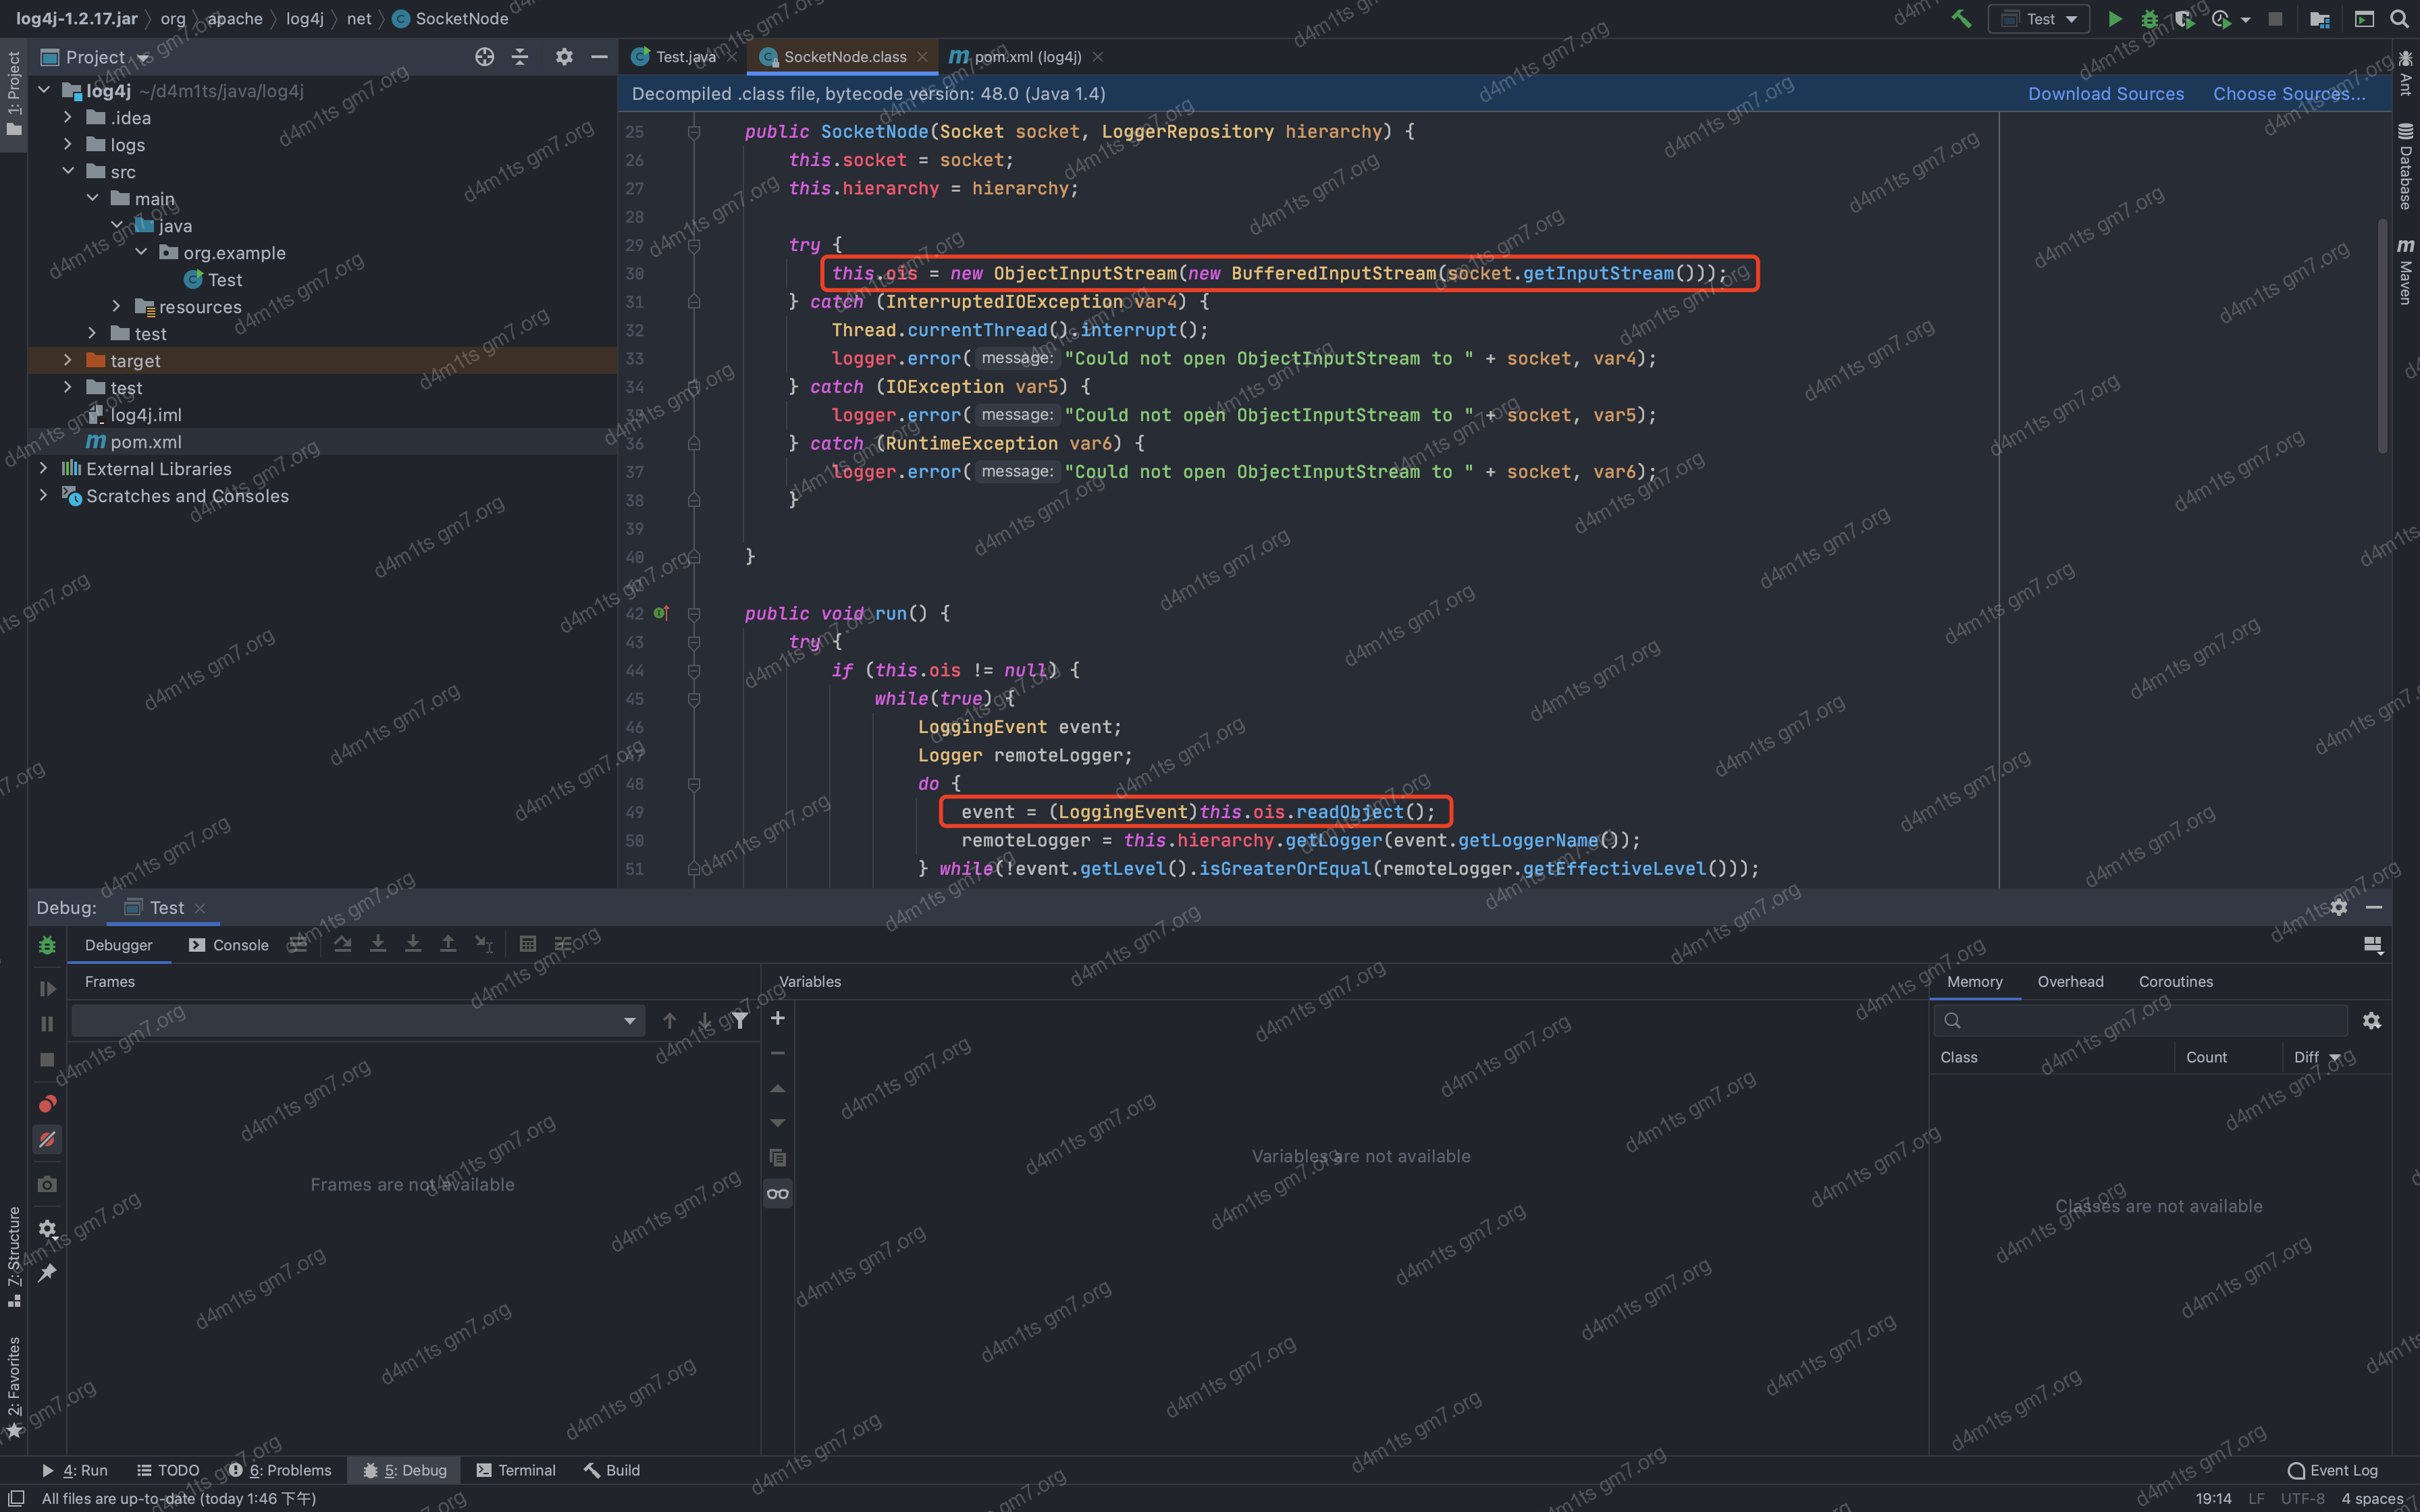 log4j-1.2.17.jar › org › apache › log4j › net › SocketNode
Test
1: Project
Project
Test.java
SocketNode.class
pom.xml (log4j)
Ant
Database
Maven
log4j ~/d4m1ts/java/log4j
.idea
logs
src
main
java
org.example
Test
resources
test
target
test
log4j.iml
pom.xml
External Libraries
Scratches and Consoles
Decompiled .class file, bytecode version: 48.0 (Java 1.4)
Download Sources
Choose Sources...
25 public SocketNode(Socket socket, LoggerRepository hierarchy) {
26 this.socket = socket;
27 this.hierarchy = hierarchy;
28
29 try {
30 this.ois = new ObjectInputStream(new BufferedInputStream(socket.getInputStream()));
31 } catch (InterruptedIOException var4) {
32 Thread.currentThread().interrupt();
33 logger.error( message: "Could not open ObjectInputStream to " + socket, var4);
34 } catch (IOException var5) {
35 logger.error( message: "Could not open ObjectInputStream to " + socket, var5);
36 } catch (RuntimeException var6) {
37 logger.error( message: "Could not open ObjectInputStream to " + socket, var6);
38 }
39
40 }
41
42 public void run() {
43 try {
44 if (this.ois != null) {
45 while(true) {
46 LoggingEvent event;
47 Logger remoteLogger;
48 do {
49 event = (LoggingEvent)this.ois.readObject();
50 remoteLogger = this.hierarchy.getLogger(event.getLoggerName());
51 } while(!event.getLevel().isGreaterOrEqual(remoteLogger.getEffectiveLevel()));
Debug:
Test
Debugger
Console
Frames
Variables
Memory
Overhead
Coroutines
Class
Count
Diff
Frames are not available
Variables are not available
Classes are not available
7: Structure
2: Favorites
4: Run
TODO
6: Problems
5: Debug
Terminal
Build
Event Log
All files are up-to-date (today 1:46 下午)
19:14
LF
UTF-8
4 spaces
d4m1ts gm7.org